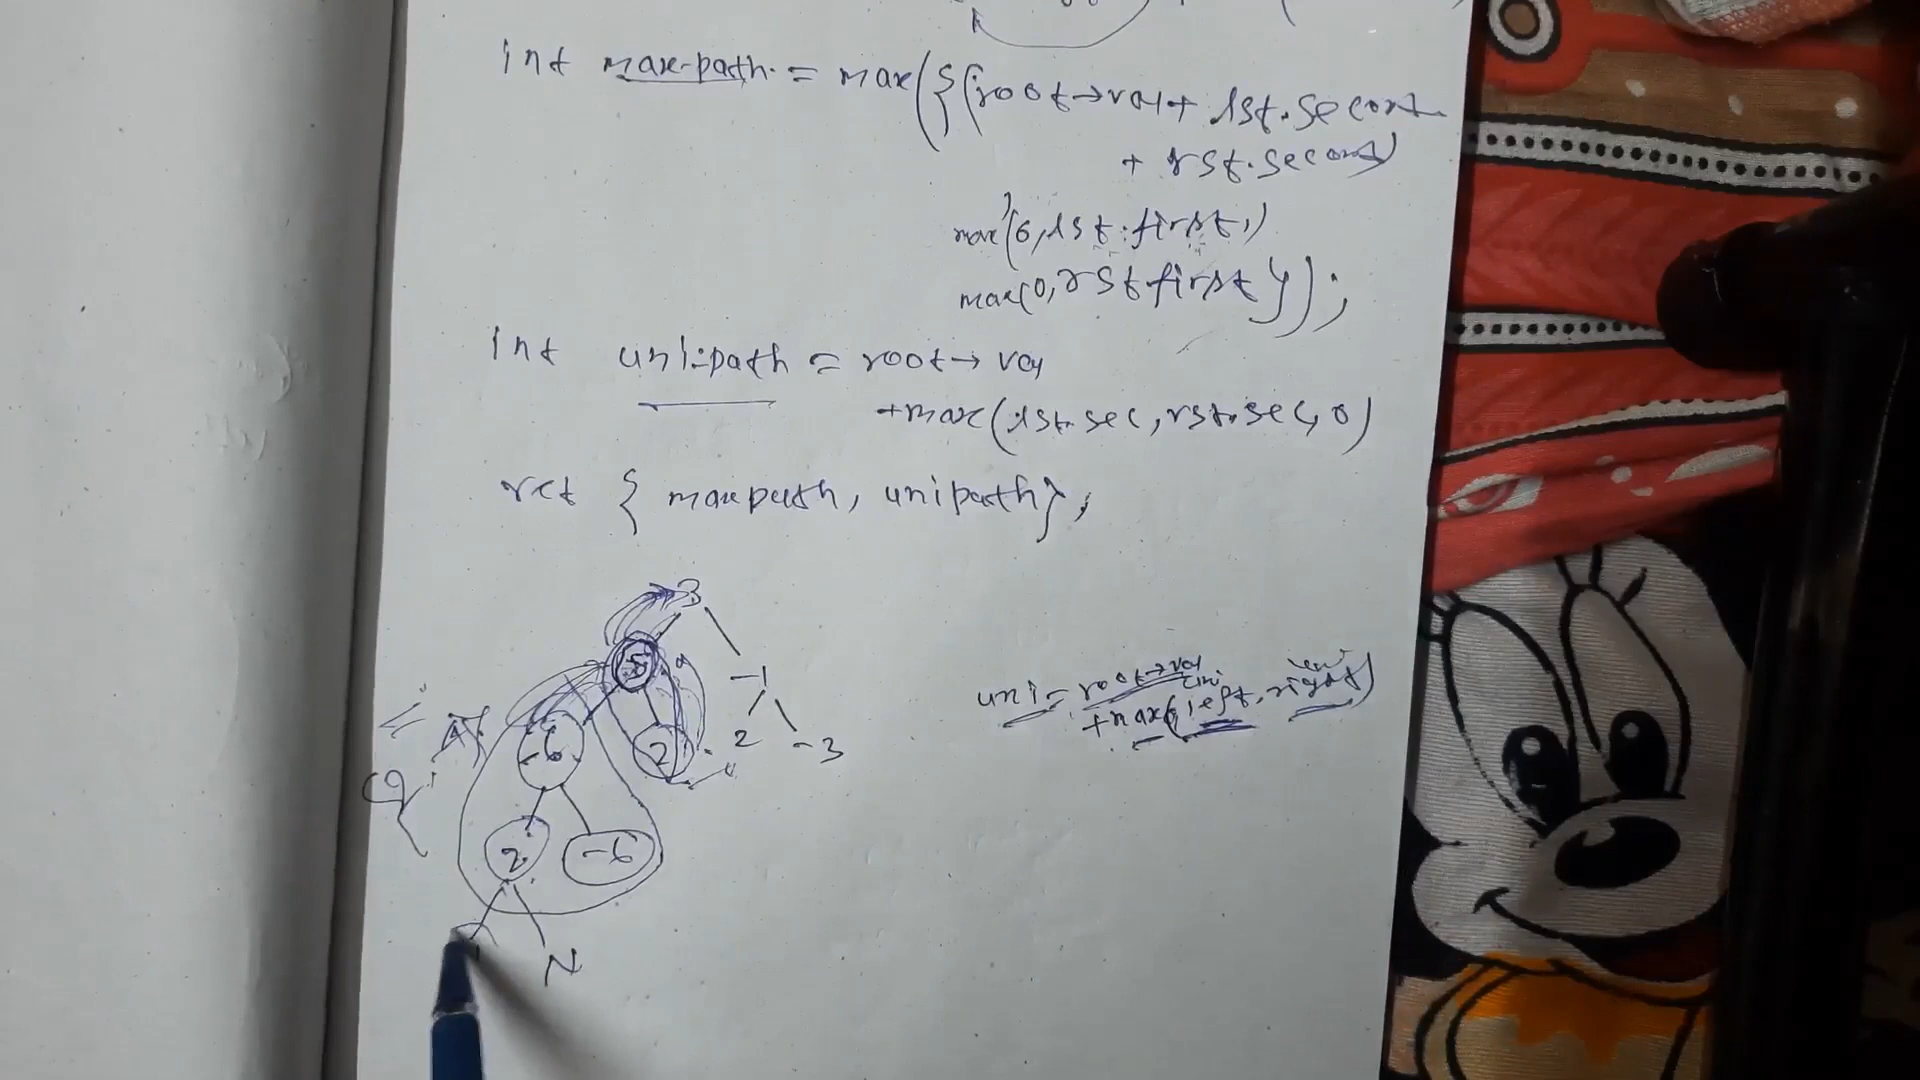 int max-path = max({(root→val + lst.second
+ rst.second)
,
max(0, lst.first,)
max(0, rst first });
int uni-path = root→val
+max(lst.sec, rst.sec, 0)
ret { maxpath, unipath};
3
5
-1
-6
2
2
-3
2
-6
N
uni = root→val
+max(left, right)